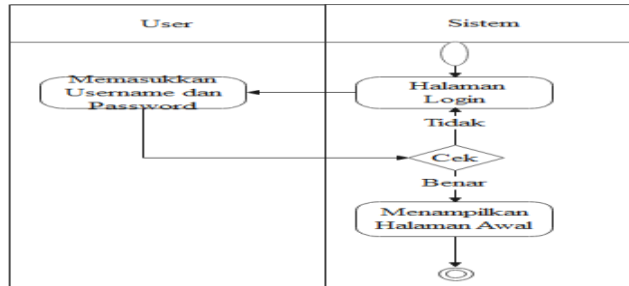 User
Sistem
Memasukkan
Username dan
Password
Halaman
Login
Tidak
Cek
Benar
Menampilkan
Halaman Awal